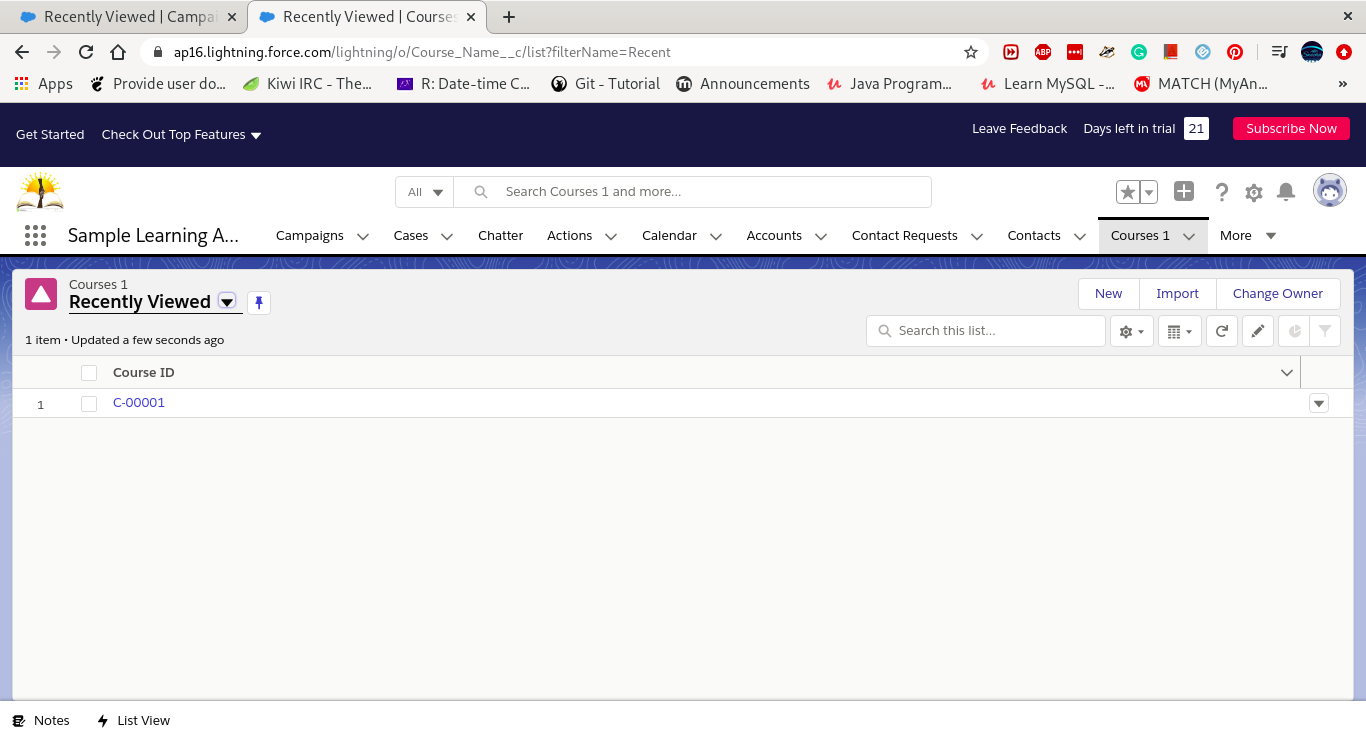 Recently Viewed | Campai
Recently Viewed | Courses
ap16.lightning.force.com/lightning/o/Course_Name__c/list?filterName=Recent
ABP
Apps
Provide user do...
Kiwi IRC - The...
R: Date-time C...
Git - Tutorial
Announcements
Java Program...
Learn MySQL -...
MATCH (MyAn...
»
Get Started
Check Out Top Features
Leave Feedback
Days left in trial
21
Subscribe Now
All
Search Courses 1 and more...
Sample Learning A...
Campaigns
Cases
Chatter
Actions
Calendar
Accounts
Contact Requests
Contacts
Courses 1
More
Courses 1
Recently Viewed
New
Import
Change Owner
1 item • Updated a few seconds ago
Search this list...
Course ID
1
C-00001
Notes
List View